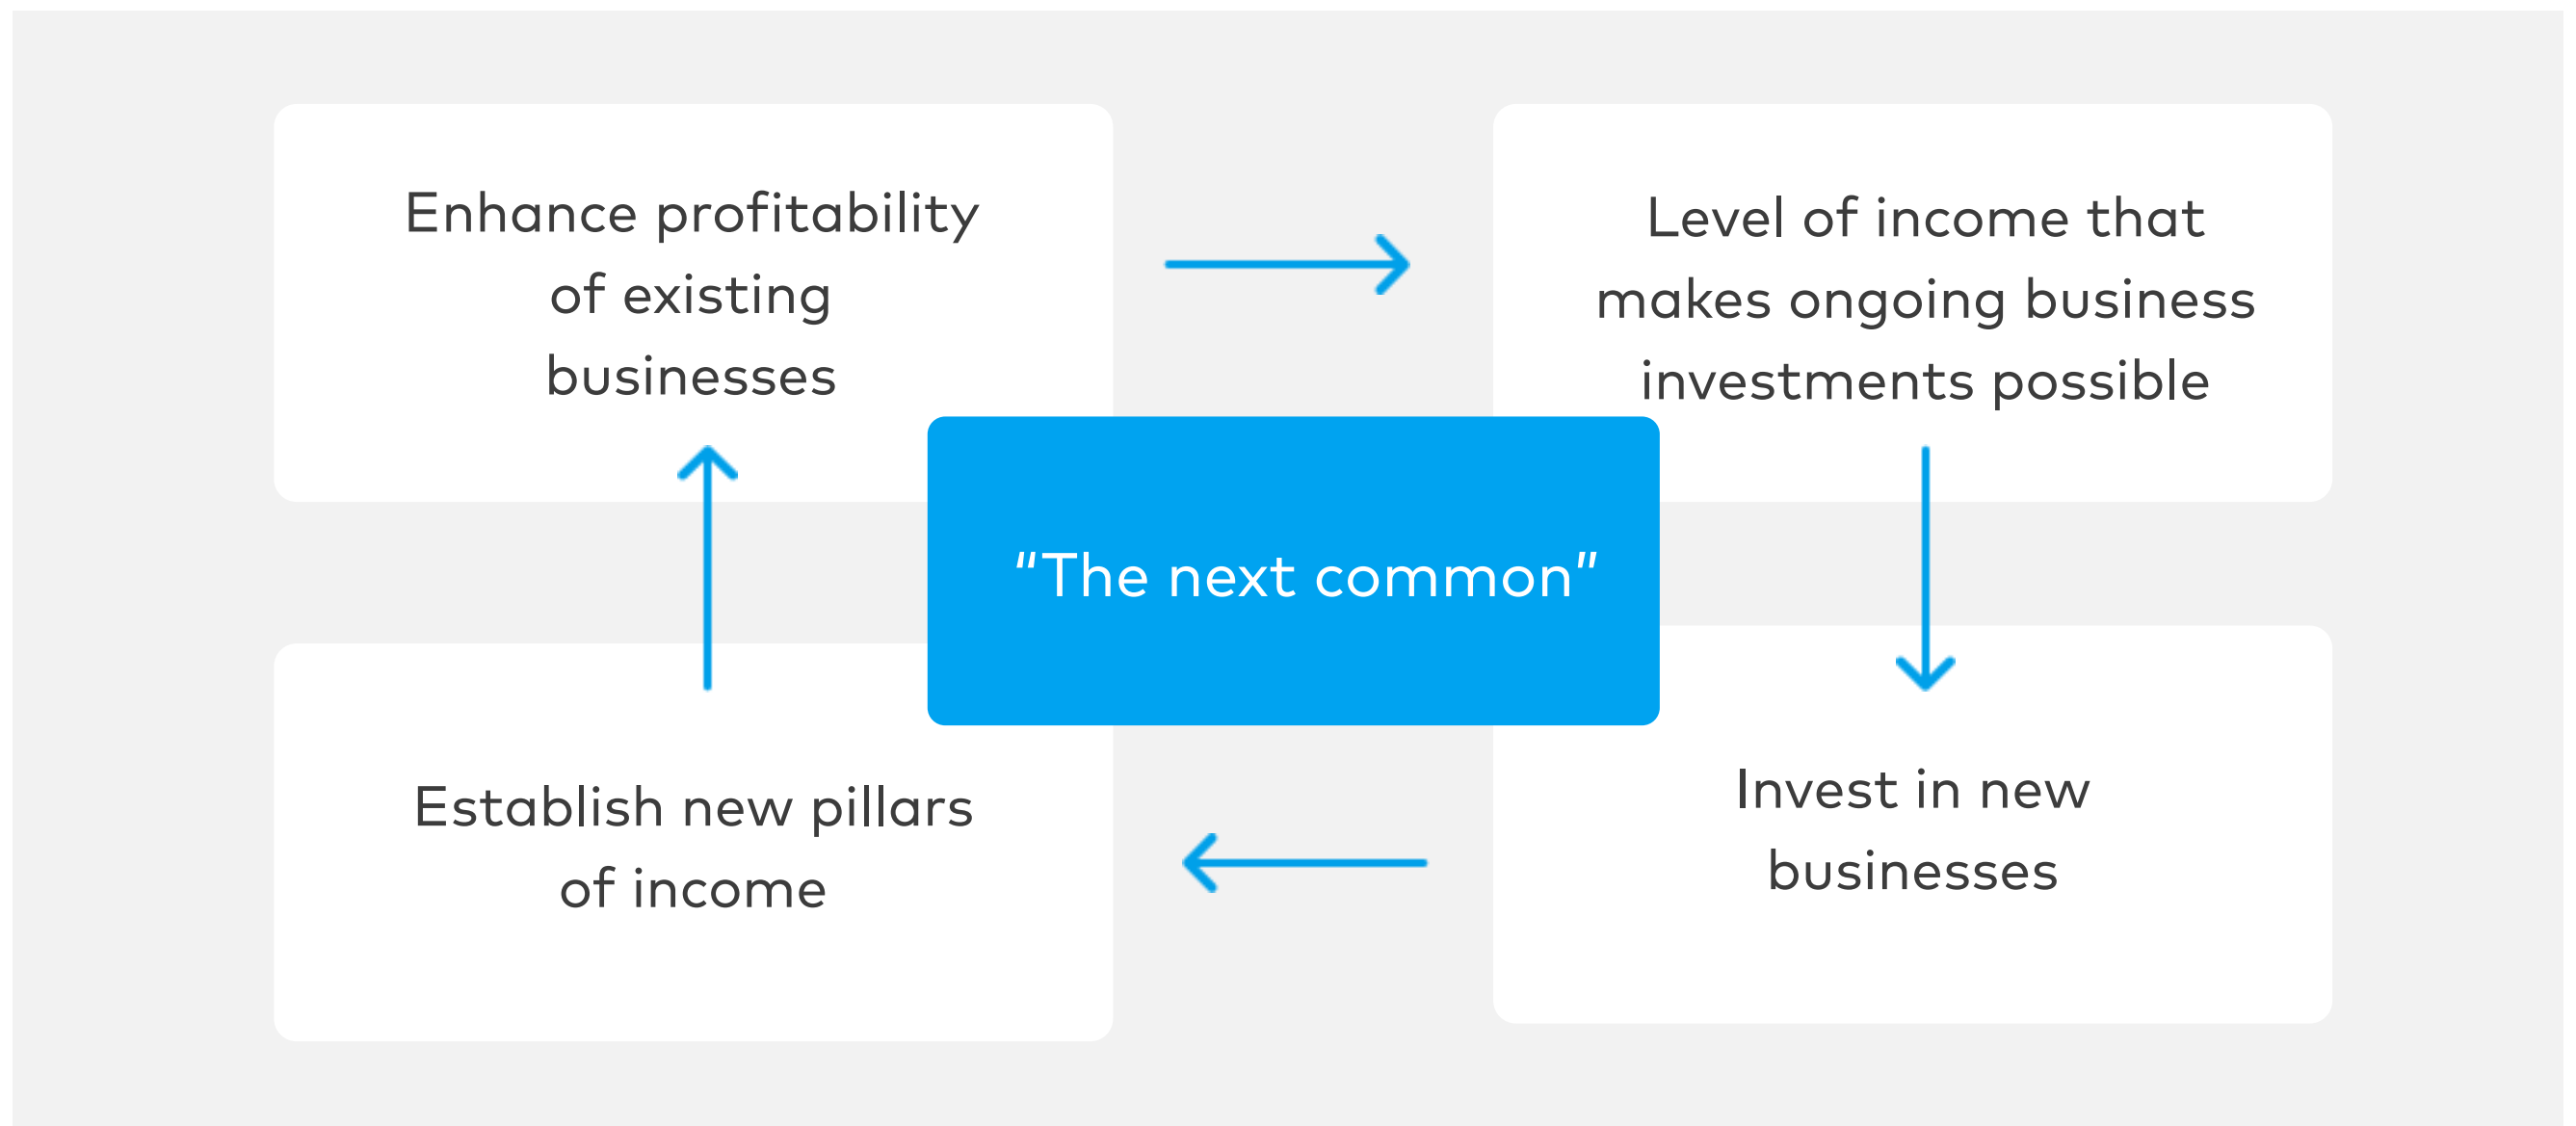 Enhance profitability
of existing
businesses
Level of income that
makes ongoing business
investments possible
“The next common”
Establish new pillars
of income
Invest in new
businesses